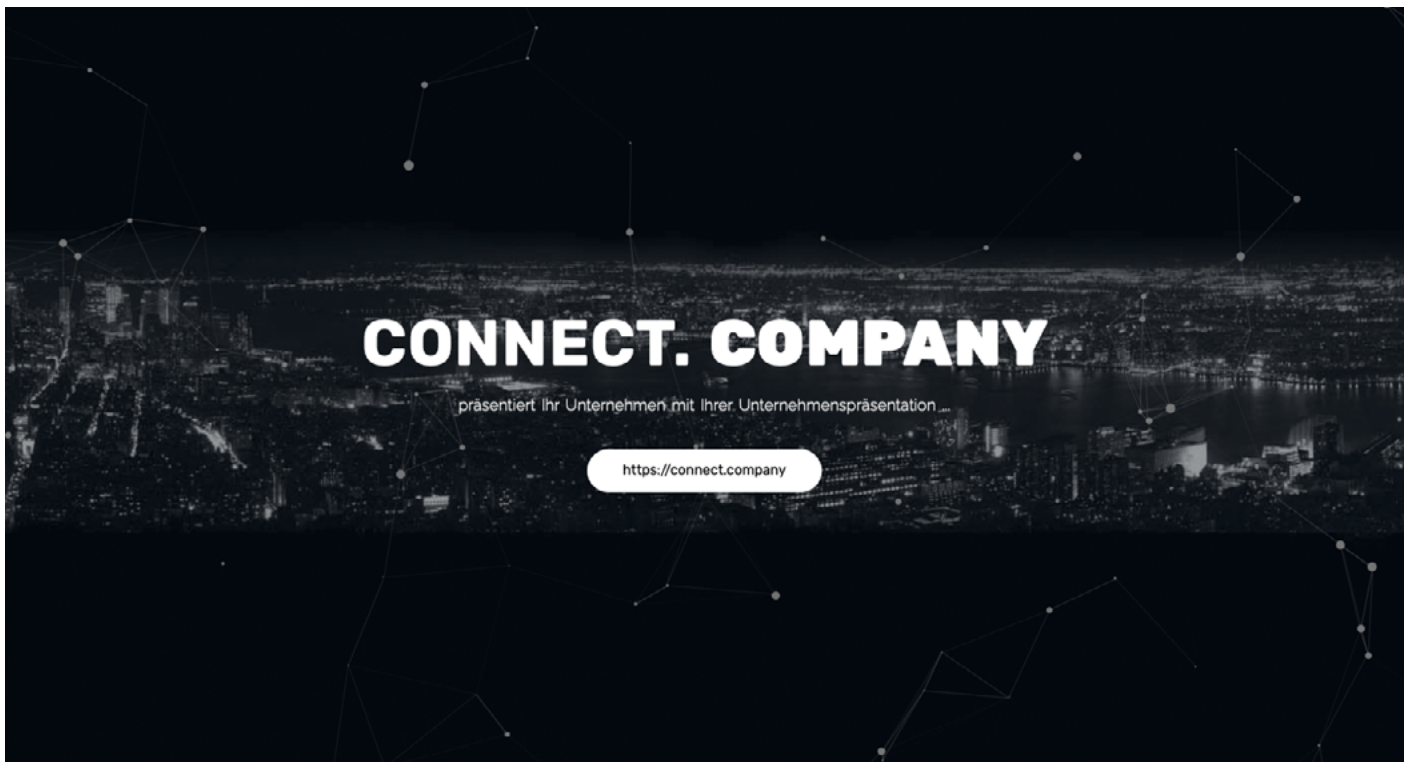 CONNECT. COMPANY
präsentiert Ihr Unternehmen mit Ihrer Unternehmenspräsentation ...
https://connect.company